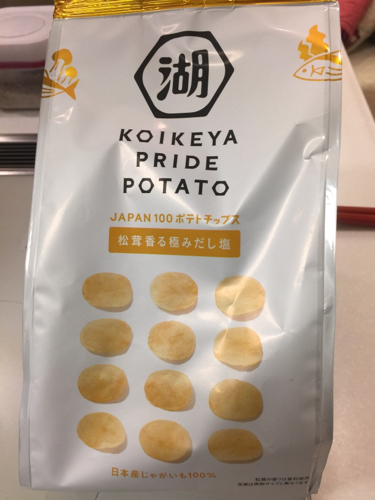 湖
KOIKEYA
PRIDE
POTATO
JAPAN 100 ポテトチップス
松茸香る極みだし塩
日本産じゃがいも100%